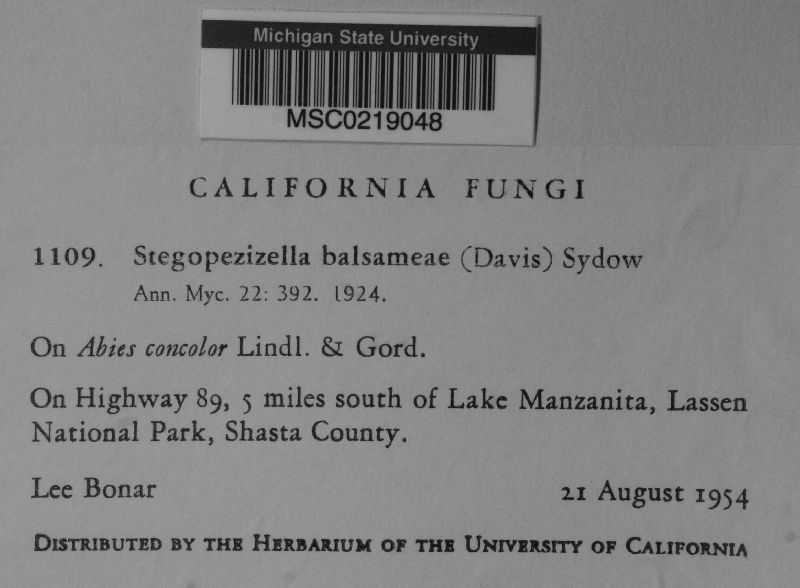 Michigan State University
MSC0219048
CALIFORNIA FUNGI
1109. Stegopezizella balsameae (Davis) Sydow
Ann. Myc. 22: 392. 1924.
On Abies concolor Lindl. & Gord.
On Highway 89, 5 miles south of Lake Manzanita, Lassen
National Park, Shasta County.
Lee Bonar 21 August 1954
DISTRIBUTED BY THE HERBARIUM OF THE UNIVERSITY OF CALIFORNIA